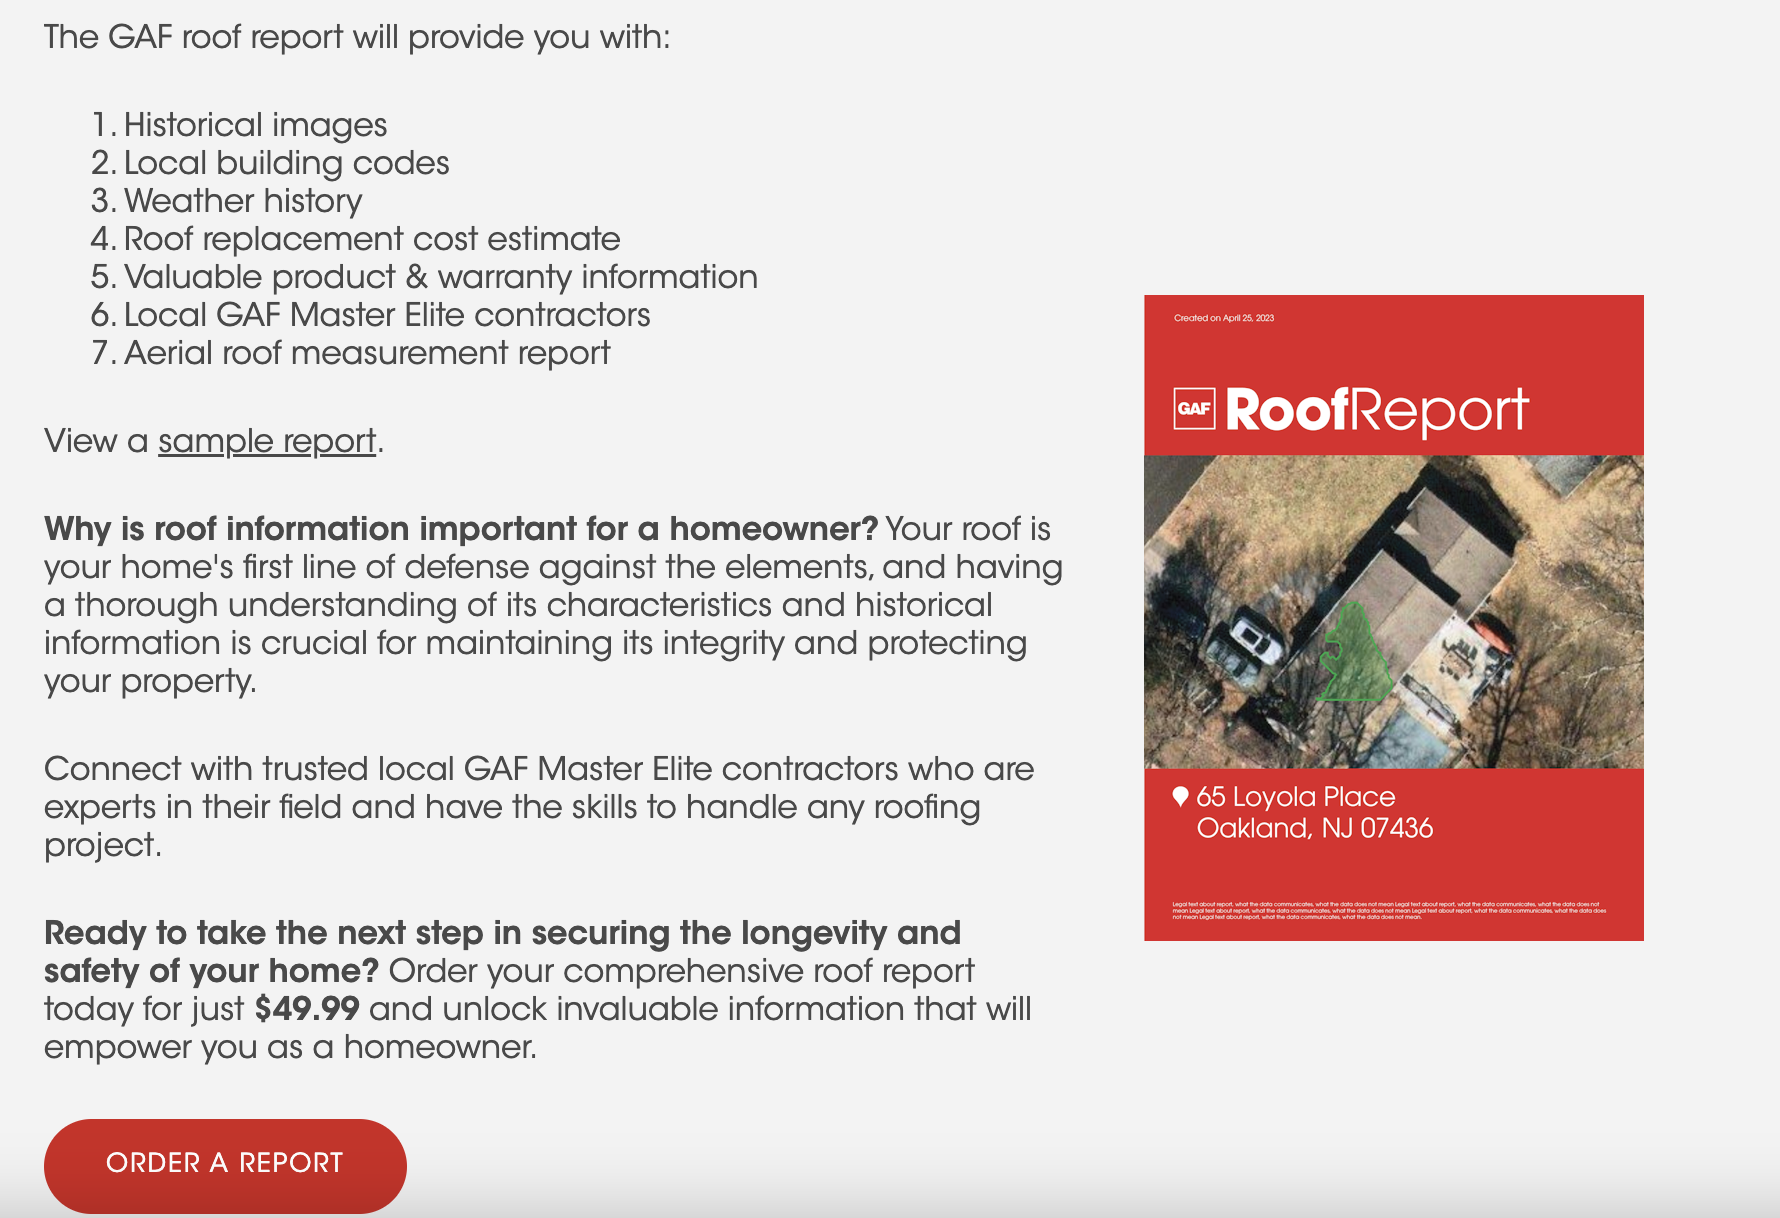 The GAF roof report will provide you with:
1. Historical images
2. Local building codes
3. Weather history
4. Roof replacement cost estimate
5. Valuable product & warranty information
6. Local GAF Master Elite contractors
7. Aerial roof measurement report
View a sample report.
Why is roof information important for a homeowner? Your roof is
your home's first line of defense against the elements, and having
a thorough understanding of its characteristics and historical
information is crucial for maintaining its integrity and protecting
your property.
Connect with trusted local GAF Master Elite contractors who are
experts in their field and have the skills to handle any roofing
project.
Ready to take the next step in securing the longevity and
safety of your home? Order your comprehensive roof report
today for just $49.99 and unlock invaluable information that will
empower you as a homeowner.
ORDER A REPORT
Created on April 25, 2023
GAF RoofReport
65 Loyola Place
Oakland, NJ 07436
Legal text about report, what the data communicates, what the data does not mean Legal text about report, what the data communicates, what the data does not
mean Legal text about report, what the data communicates, what the data does not mean Legal text about report, what the data communicates, what the data does
not mean Legal text about report, what the data communicates, what the data does not mean.